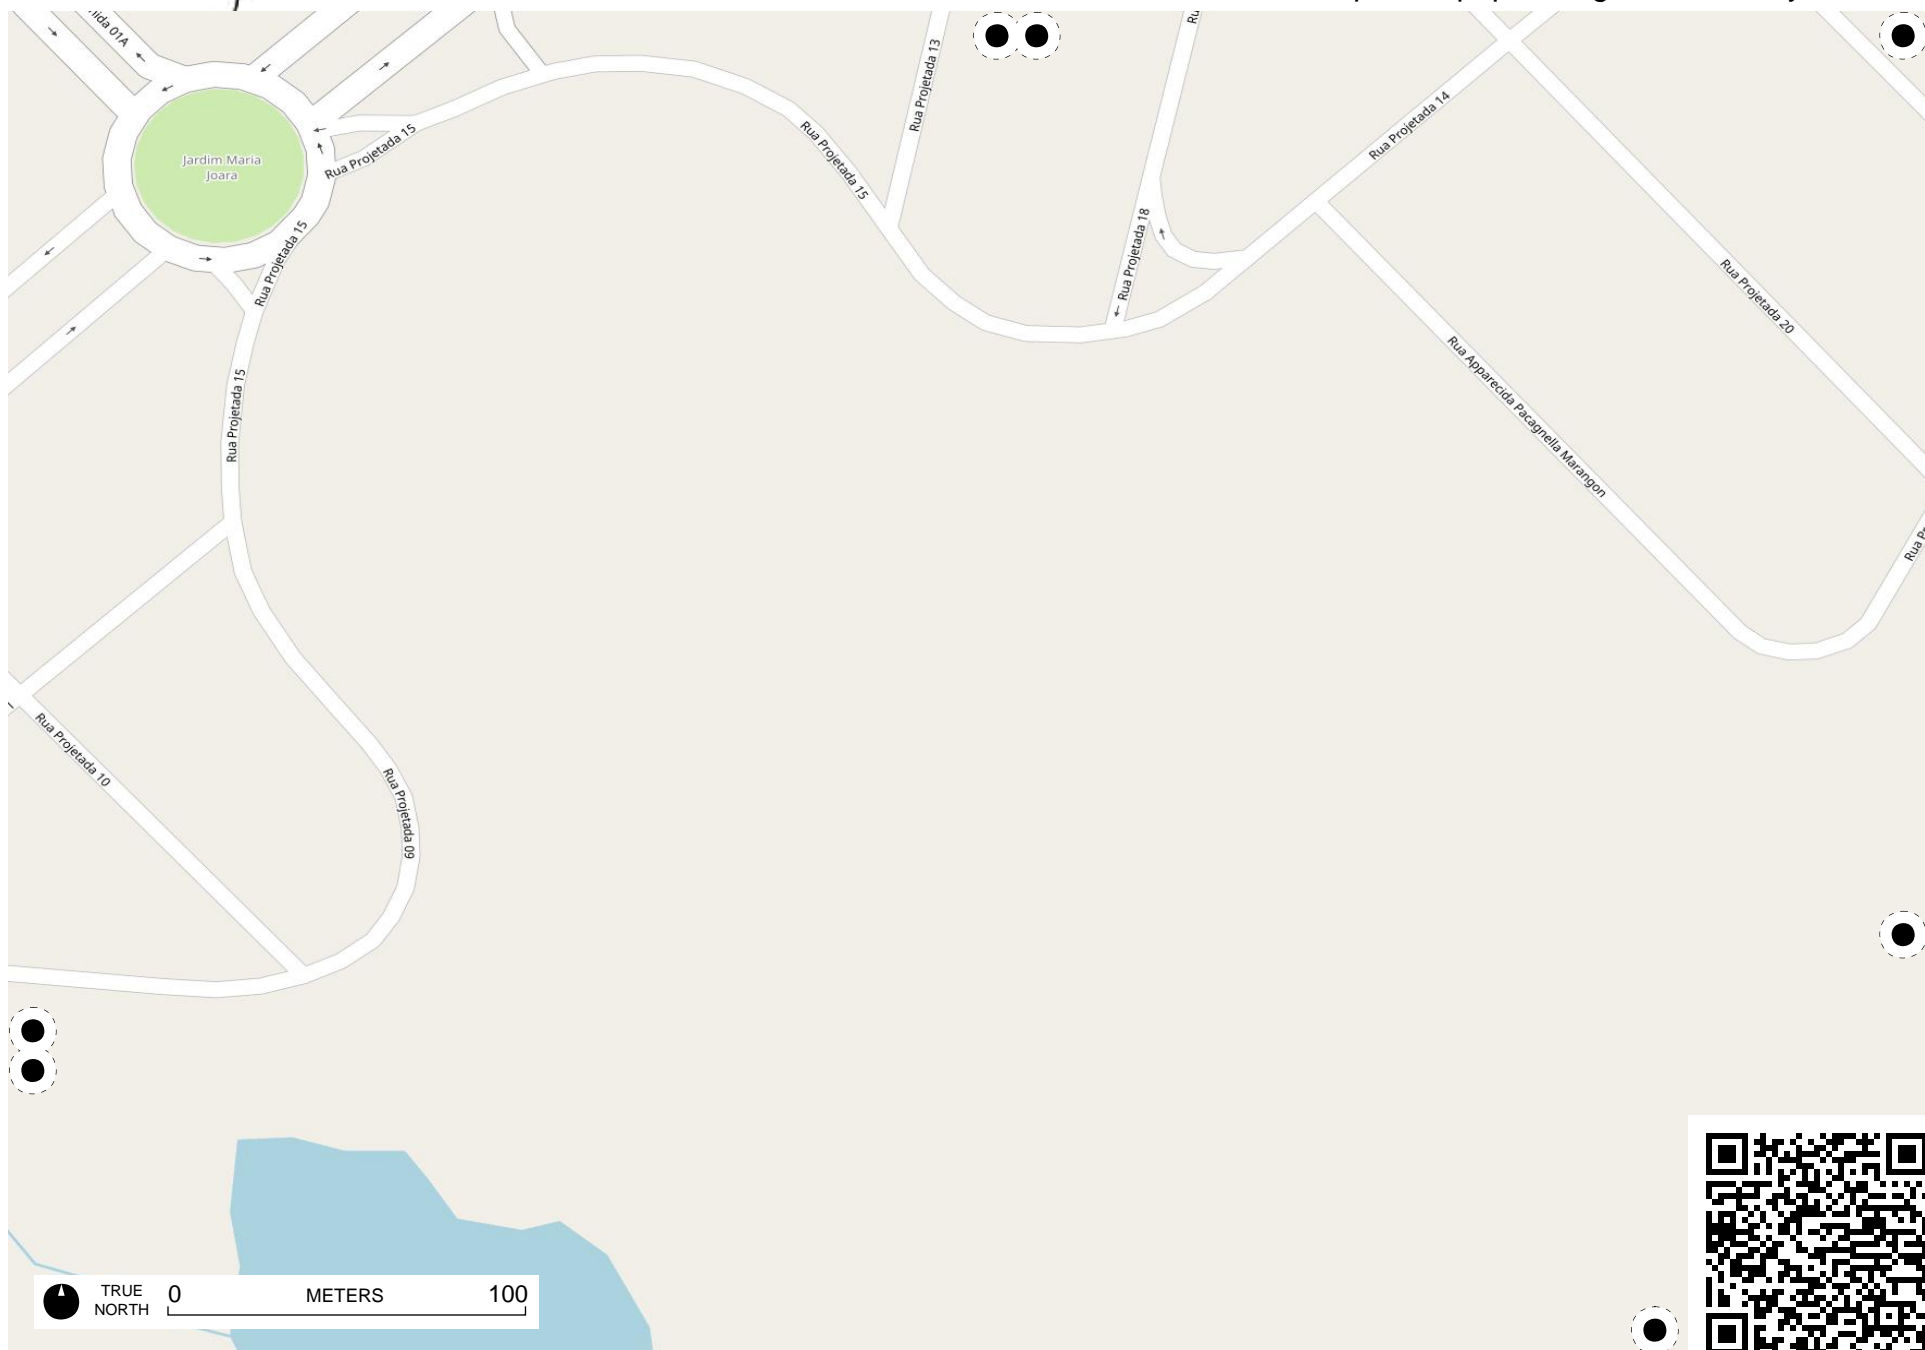 Rua Projetada 13
Rua Projetada 14
Rua Projetada 15
Rua Projetada 15
Jardim Maria
Joara
Rua Projetada 15
Rua Projetada 18
Rua Projetada 20
Rua Projetada 15
Rua Apparecida Pacagnella Marangon
Rua Projetada 10
Rua Projetada 09
TRUE
NORTH
0
METERS
100